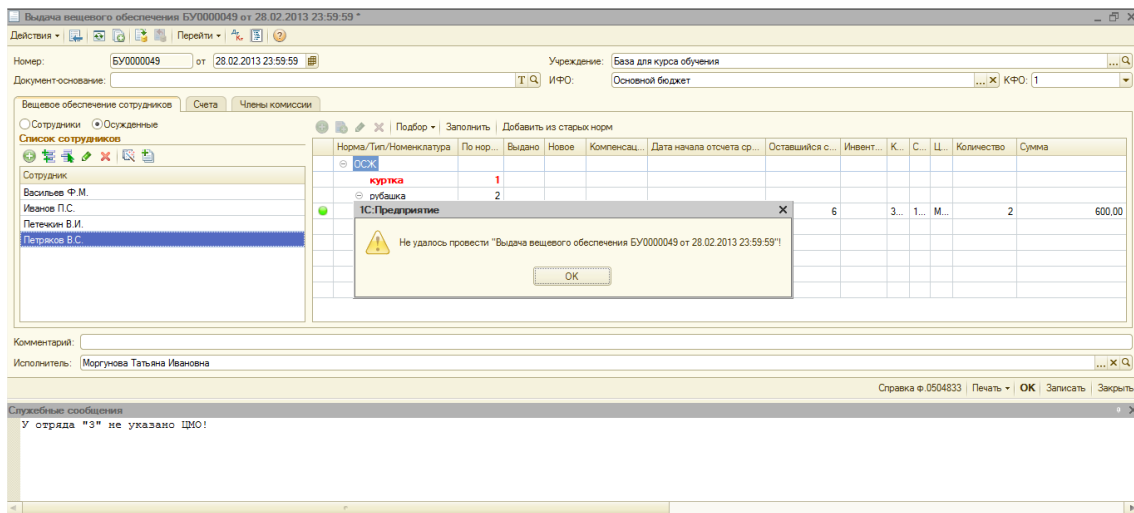 Выдача вещевого обеспечения БУ0000049 от 28.02.2013 23:59:59 *
Действия Перейти
Номер: БУ0000049 от 28.02.2013 23:59:59 Учреждение: База для курса обучения ...
Документ-основание: T ИФО: Основной бюджет ... X КФО: 1
Вещевое обеспечение сотрудников Счета Члены комиссии
Сотрудники Осужденные
Подбор Заполнить Добавить из старых норм
Список сотрудников
Норма/Тип/Номенклатура По нор... Выдано Новое Компенсац... Дата начала отсчета ср... Оставшийся с... Инвент... К... С... Ц... Количество Сумма
ОСЖ
Сотрудник
куртка 1
Васильев Ф.М.
рубашка 2
Иванов П.С.
6 3... 1... М... 2 600,00
Петечкин В.И.
Петряков В.С.
1С:Предприятие X
Не удалось провести "Выдача вещевого обеспечения БУ0000049 от 28.02.2013 23:59:59"!
OK
Комментарий:
Исполнитель: Моргунова Татьяна Ивановна ... X
Справка ф.0504833 Печать OK Записать Закрыть
Служебные сообщения
У отряда "3" не указано ЦМО!